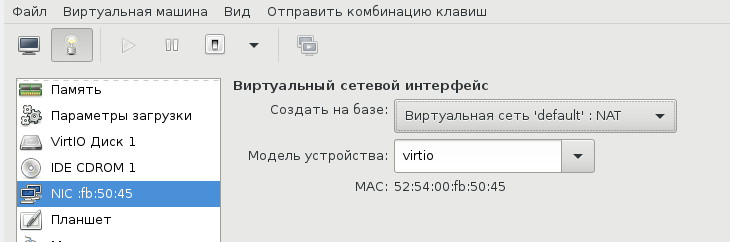 Файл Виртуальная машина Вид Отправить комбинацию клавиш
Память
Параметры загрузки
VirtIO Диск 1
IDE CDROM 1
NIC :fb:50:45
Планшет
Виртуальный сетевой интерфейс
Создать на базе: Виртуальная сеть 'default' : NAT
Модель устройства: virtio
MAC: 52:54:00:fb:50:45